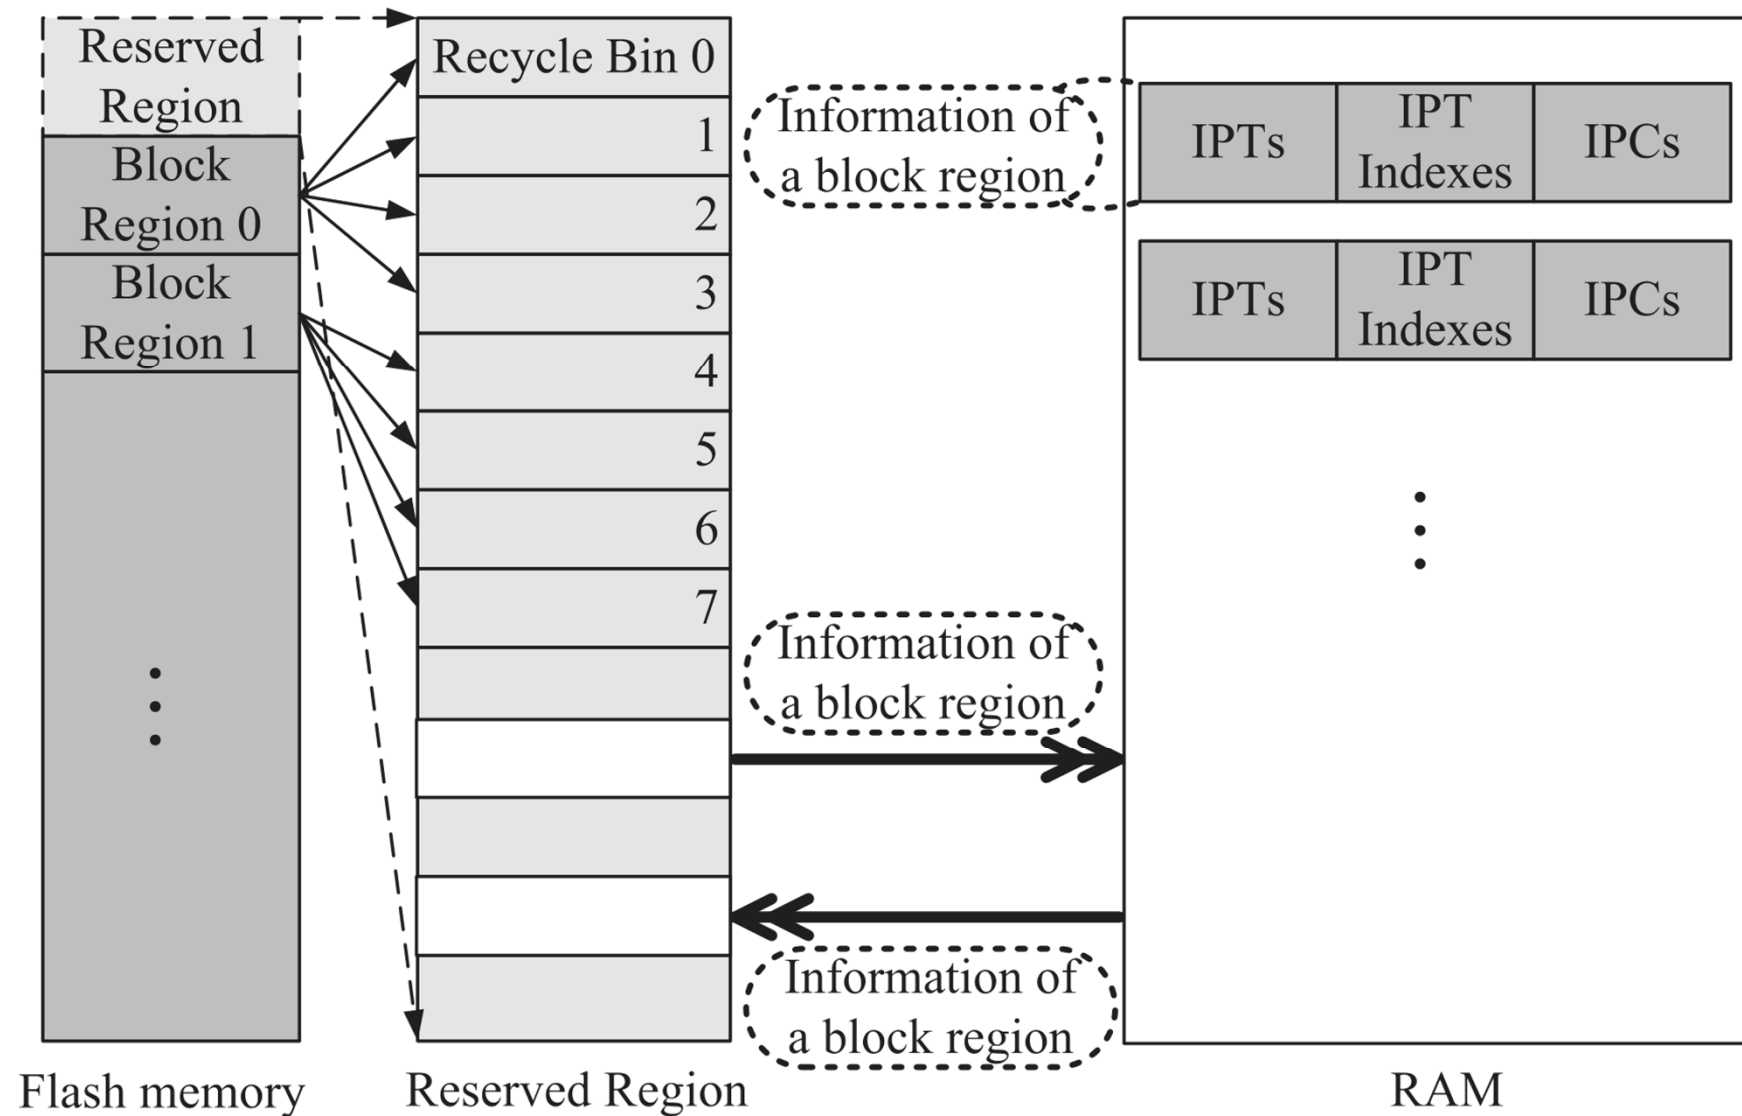 Reserved
Region
Block
Region 0
Block
Region 1
Flash memory
Recycle Bin 0
1
2
3
4
5
6
7
Reserved Region
Information of
a block region
Information of
a block region
Information of
a block region
IPTs
IPT
Indexes
IPCs
IPTs
IPT
Indexes
IPCs
RAM